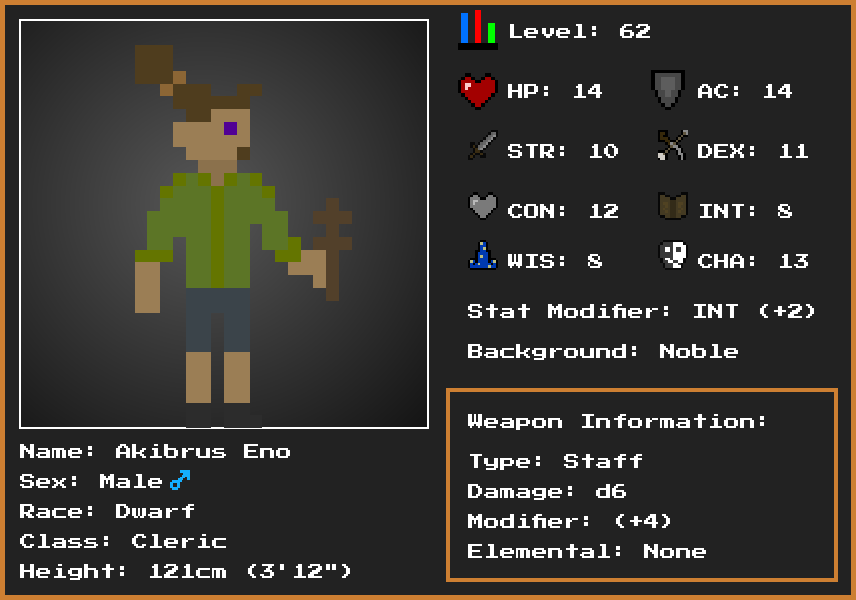 Level: 62
HP: 14 AC: 14
STR: 10 DEX: 11
CON: 12 INT: 8
WIS: 8 CHA: 13
Stat Modifier: INT (+2)
Background: Noble
Weapon Information:
Type: Staff
Damage: d6
Modifier: (+4)
Elemental: None
Name: Akibrus Eno
Sex: Male ♂
Race: Dwarf
Class: Cleric
Height: 121cm (3'12")